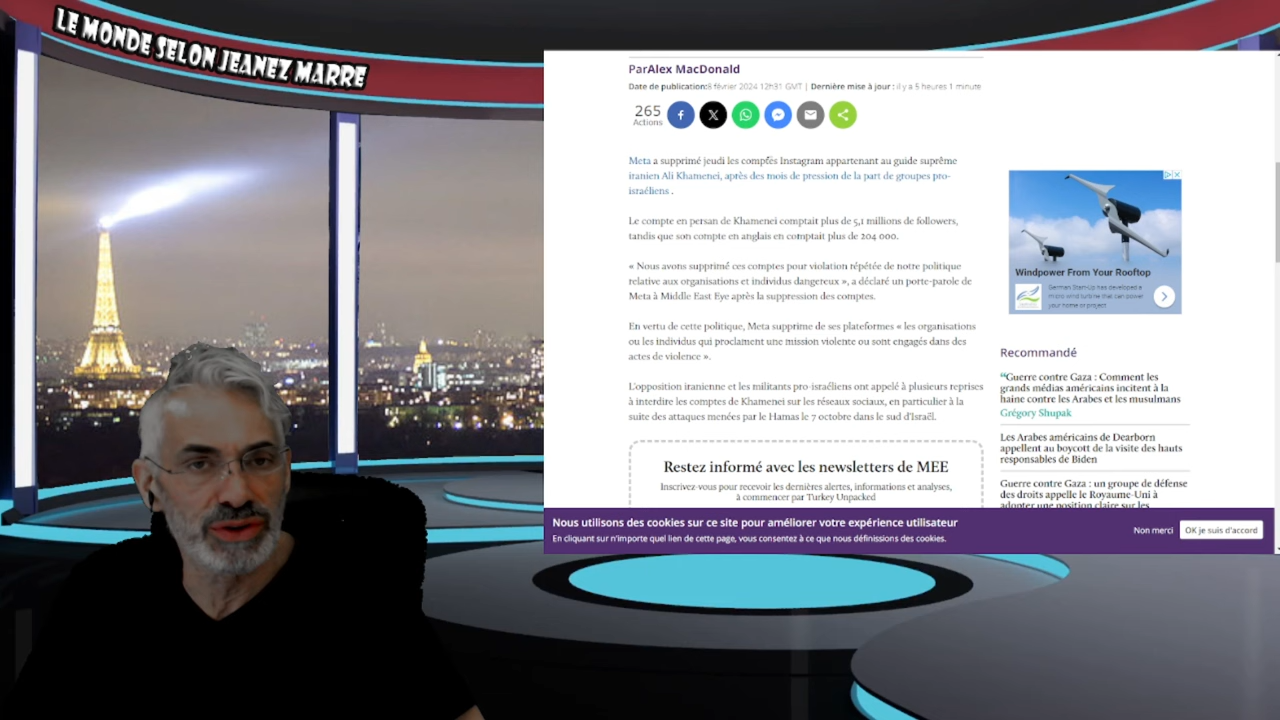 LE MONDE SELON JEANEZ MARRE
ParAlex MacDonald
Date de publication:8 février 2024 12h31 GMT | Dernière mise à jour : il y a 5 heures 1 minute
265
Actions
Meta a supprimé jeudi les comptes Instagram appartenant au guide suprême
iranien Ali Khamenei, après des mois de pression de la part de groupes pro-
israéliens .
Le compte en persan de Khamenei comptait plus de 5,1 millions de followers,
tandis que son compte en anglais en comptait plus de 204 000.
« Nous avons supprimé ces comptes pour violation répétée de notre politique
relative aux organisations et individus dangereux », a déclaré un porte-parole de
Meta à Middle East Eye après la suppression des comptes.
En vertu de cette politique, Meta supprime de ses plateformes « les organisations
ou les individus qui proclament une mission violente ou sont engagés dans des
actes de violence ».
L'opposition iranienne et les militants pro-israéliens ont appelé à plusieurs reprises
à interdire les comptes de Khamenei sur les réseaux sociaux, en particulier à la
suite des attaques menées par le Hamas le 7 octobre dans le sud d'Israël.
Restez informé avec les newsletters de MEE
Inscrivez-vous pour recevoir les dernières alertes, informations et analyses,
à commencer par Turkey Unpacked
Windpower From Your Rooftop
German Start-Up has developed a
micro wind turbine that can power
your home or project.
Recommandé
“Guerre contre Gaza : Comment les
grands médias américains incitent à la
haine contre les Arabes et les musulmans
Grégory Shupak
Les Arabes américains de Dearborn
appellent au boycott de la visite des hauts
responsables de Biden
Guerre contre Gaza : un groupe de défense
des droits appelle le Royaume-Uni à
adopter une position claire sur les
Nous utilisons des cookies sur ce site pour améliorer votre expérience utilisateur
En cliquant sur n'importe quel lien de cette page, vous consentez à ce que nous définissions des cookies.
Non merci
OK je suis d'accord